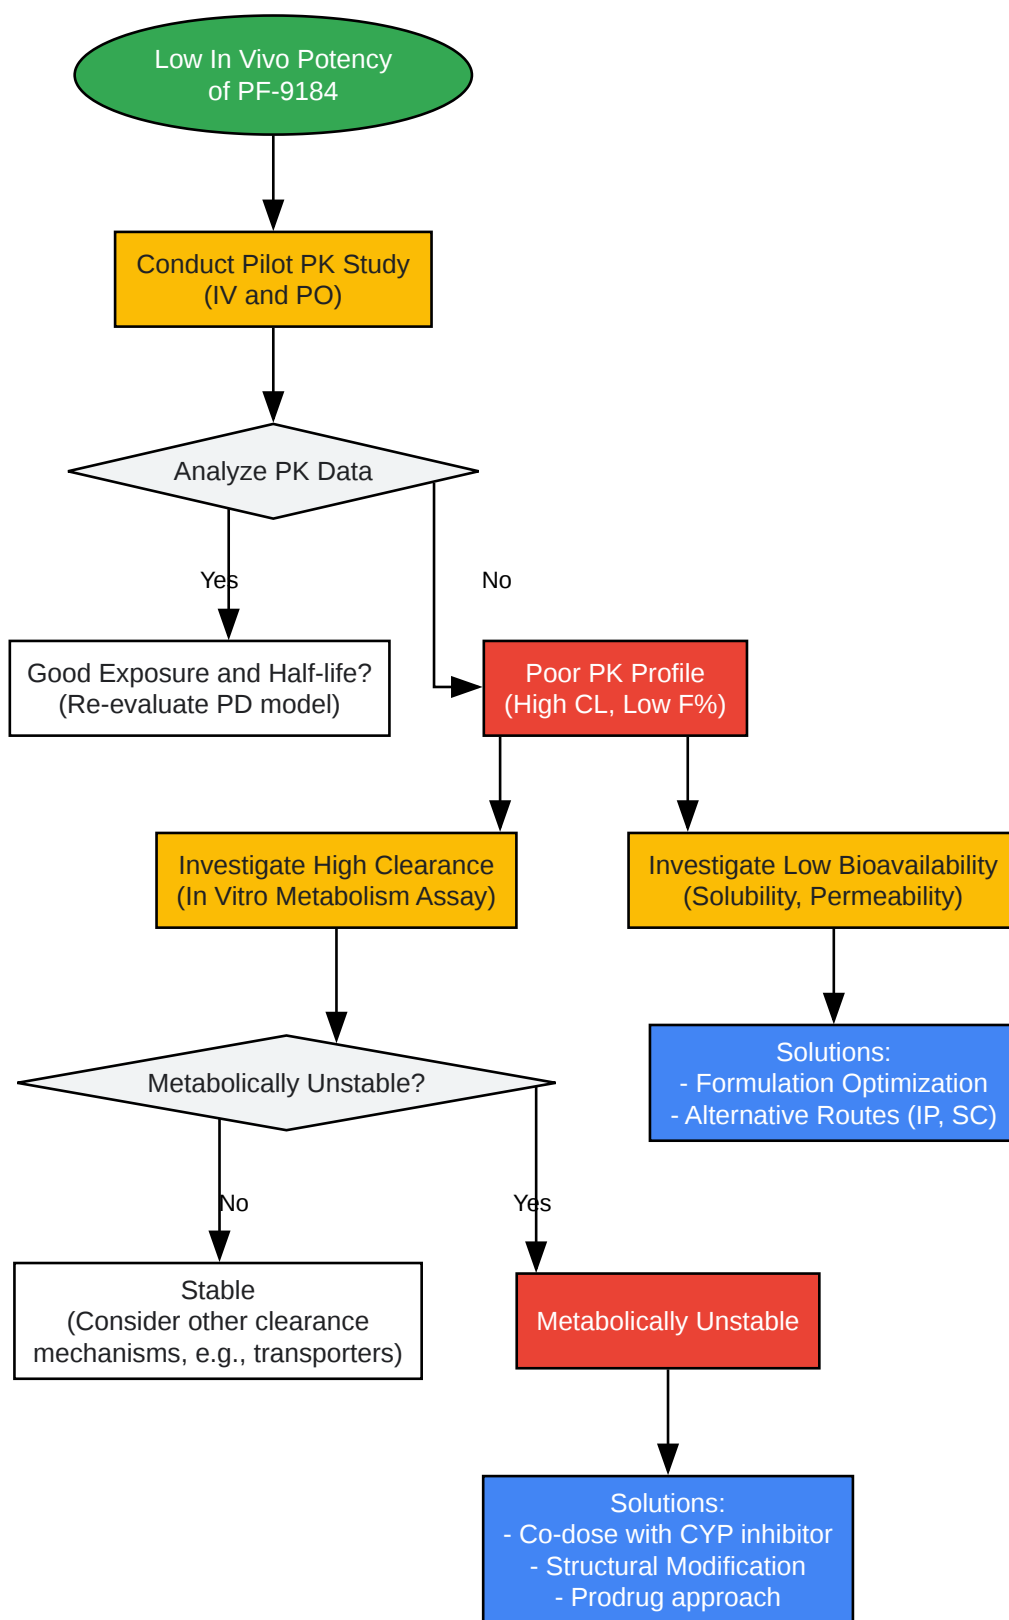 Low In Vivo Potency
of PF-9184
Conduct Pilot PK Study
(IV and PO)
Analyze PK Data
Yes
No
Good Exposure and Half-life?
(Re-evaluate PD model)
Poor PK Profile
(High CL, Low F%)
Investigate High Clearance
(In Vitro Metabolism Assay)
Investigate Low Bioavailability
(Solubility, Permeability)
Solutions:
- Formulation Optimization
- Alternative Routes (IP, SC)
Metabolically Unstable?
No
Yes
Stable
(Consider other clearance
mechanisms, e.g., transporters)
Metabolically Unstable
Solutions:
- Co-dose with CYP inhibitor
- Structural Modification
- Prodrug approach